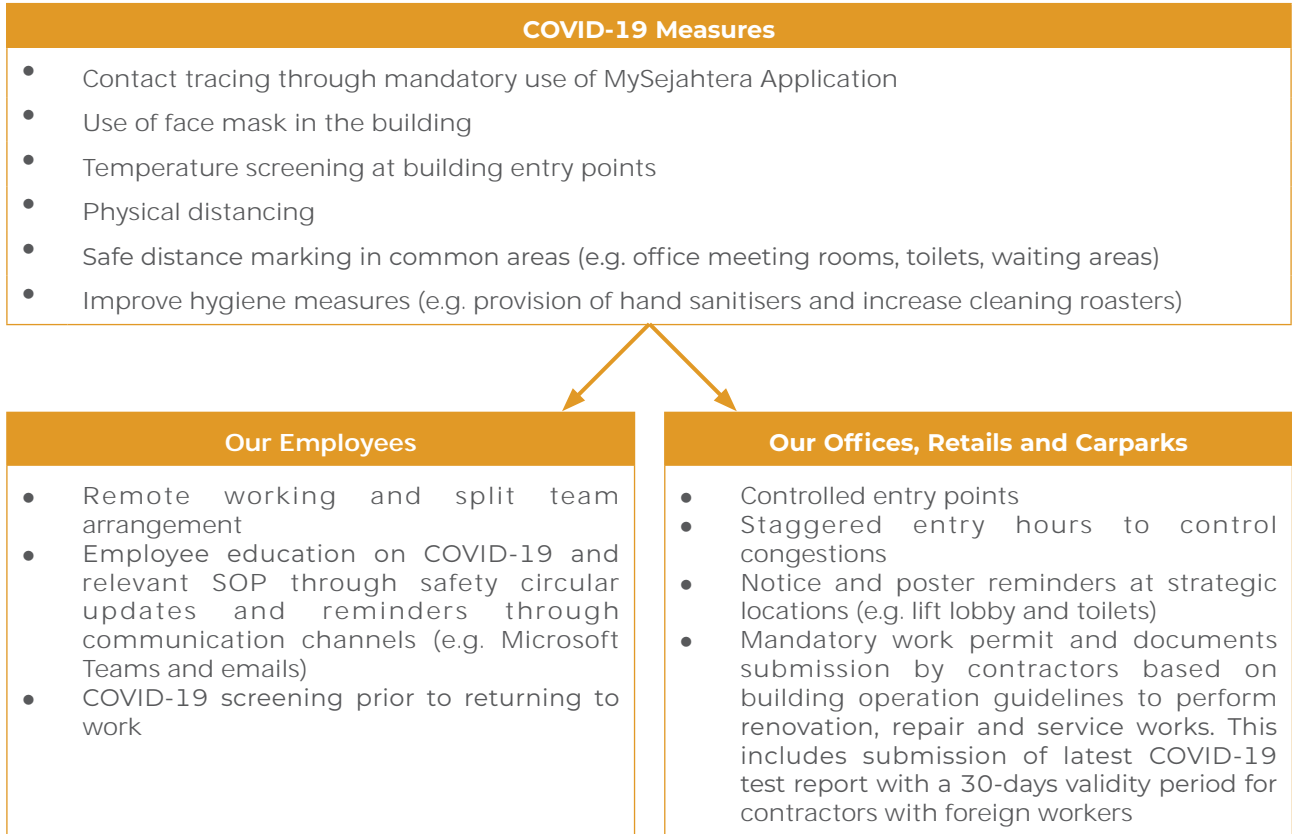 COVID-19 Measures
• Contact tracing through mandatory use of MySejahtera Application
• Use of face mask in the building
• Temperature screening at building entry points
• Physical distancing
• Safe distance marking in common areas (e.g. office meeting rooms, toilets, waiting areas)
• Improve hygiene measures (e.g. provision of hand sanitisers and increase cleaning roasters)
Our Employees
● Remote working and split team
arrangement
● Employee education on COVID-19 and
relevant SOP through safety circular
updates and reminders through
communication channels (e.g. Microsoft
Teams and emails)
● COVID-19 screening prior to returning to
work
Our Offices, Retails and Carparks
● Controlled entry points
● Staggered entry hours to control
congestions
● Notice and poster reminders at strategic
locations (e.g. lift lobby and toilets)
● Mandatory work permit and documents
submission by contractors based on
building operation guidelines to perform
renovation, repair and service works. This
includes submission of latest COVID-19
test report with a 30-days validity period for
contractors with foreign workers